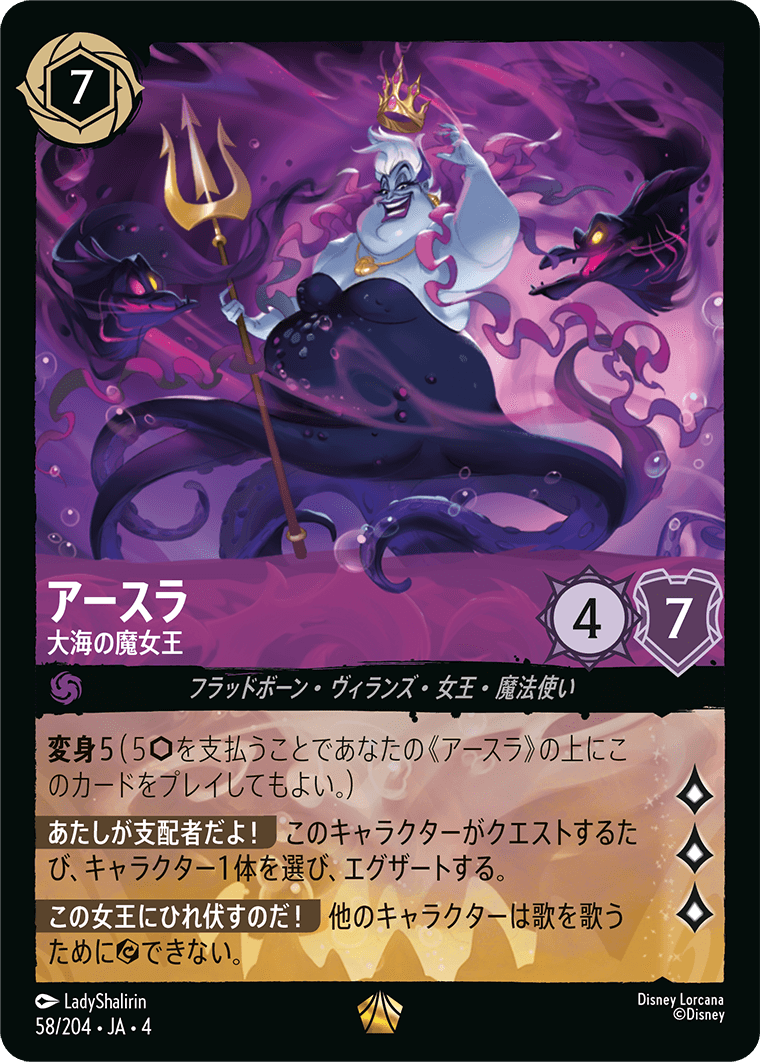 7
アースラ
大海の魔女王
4
7
フラッドボーン・ヴィランズ・女王・魔法使い
変身5(5⬡を支払うことであなたの《アースラ》の上にこ
のカードをプレイしてもよい。)
あたしが支配者だよ! このキャラクターがクエストするた
び、キャラクター1体を選び、エグザートする。
この女王にひれ伏すのだ! 他のキャラクターは歌を歌う
ためにできない。
LadyShalirin
58/204・JA・4
Disney Lorcana
©Disney